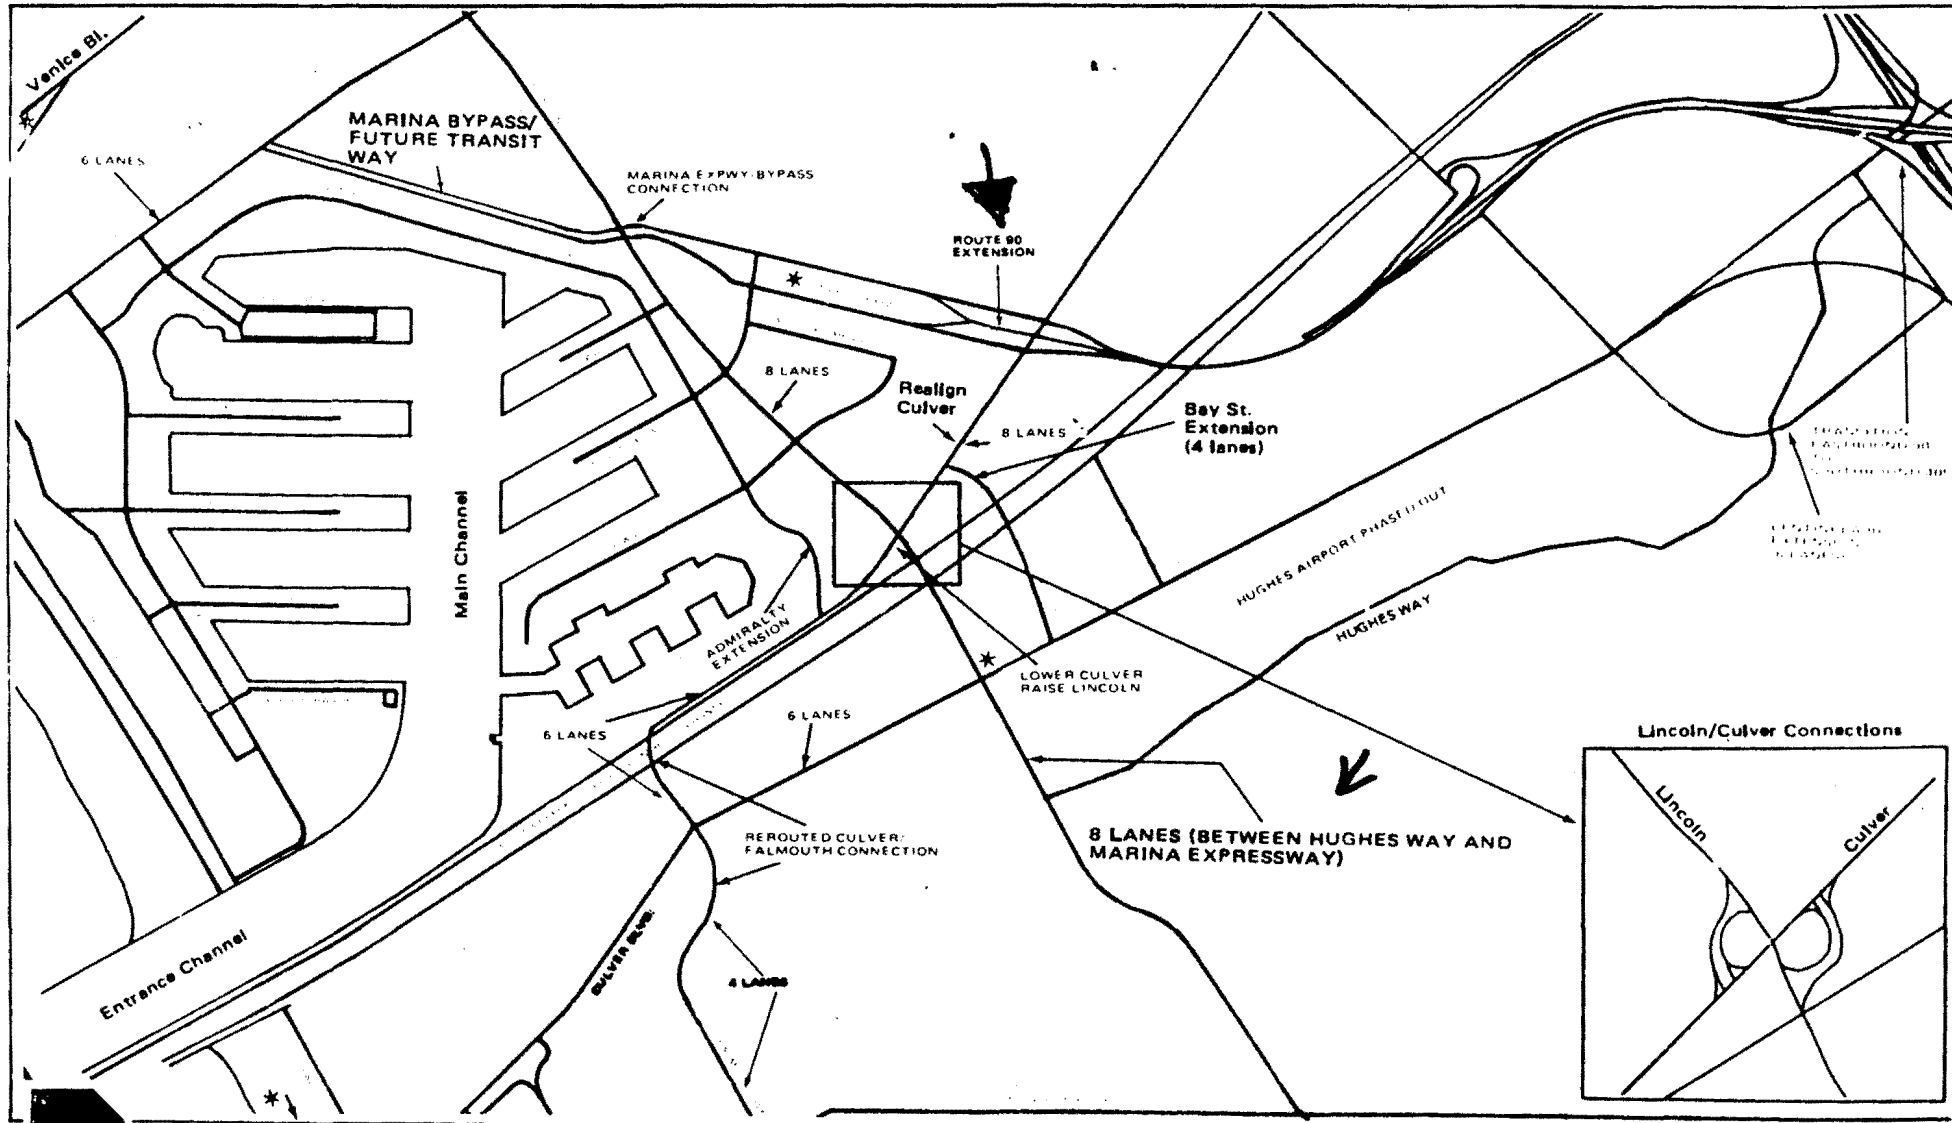 Venice Bl.
6 LANES
MARINA BYPASS/
FUTURE TRANSIT
WAY
MARINA EXPWY-BYPASS
CONNECTION
ROUTE 90
EXTENSION
8 LANES
Realign
Culver
8 LANES
Bay St.
Extension
(4 lanes)
Main Channel
ADMIRALTY
EXTENSION
HUGHES AIRPORT PHASED OUT
HUGHES WAY
LOWER CULVER
RAISE LINCOLN
6 LANES
6 LANES
REROUTED CULVER/
FALMOUTH CONNECTION
8 LANES (BETWEEN HUGHES WAY AND
MARINA EXPRESSWAY)
CULVER BLVD.
4 LANES
Entrance Channel
Lincoln/Culver Connections
Lincoln
Culver